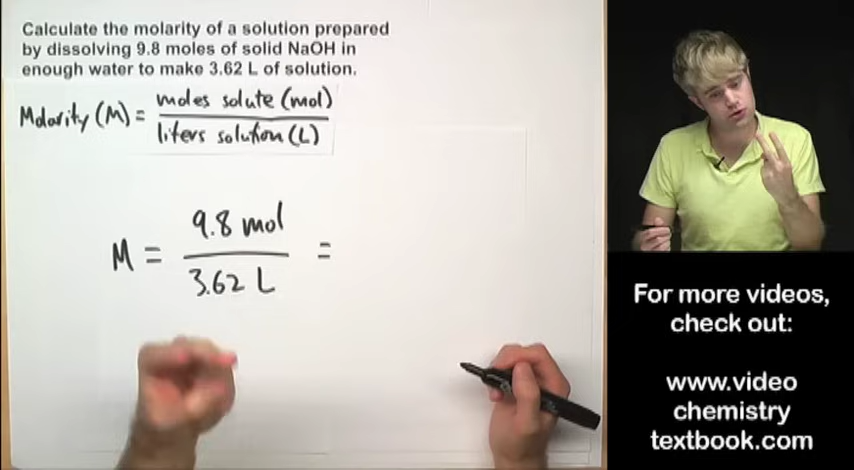 Calculate the molarity of a solution prepared
by dissolving 9.8 moles of solid NaOH in
enough water to make 3.62 L of solution.
Molarity (M) = moles solute (mol)
liters solution (L)
M = 9.8 mol =
3.62 L
For more videos,
check out:
www.video
chemistry
textbook.com